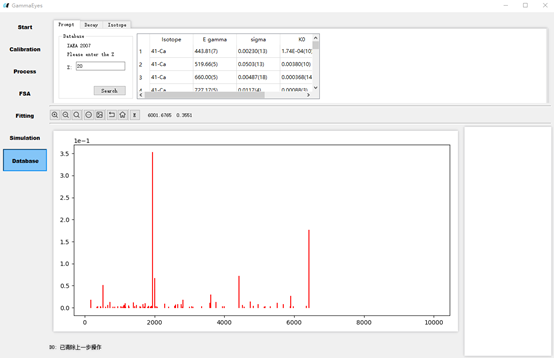 GammaEyes
Start
Calibration
Process
FSA
Fitting
Simulation
Database
Prompt Decay Isotope
Database
IAEA 2007
Please enter the Z
Z: 20
Search
Isotope E gamma sigma K0
1 41-Ca 443.81(7) 0.00230(13) 1.74E-04(10
2 41-Ca 519.66(5) 0.0503(13) 0.00380(10)
3 41-Ca 660.00(5) 0.00487(18) 0.000368(14
41-Ca 727.17(5) 0.0117(4) 0.00088(3)
6001.6765 0.3551
1e−1
3.5
3.0
2.5
2.0
1.5
1.0
0.5
0.0
0 2000 4000 6000 8000 10000
DO: 已清除上一步操作